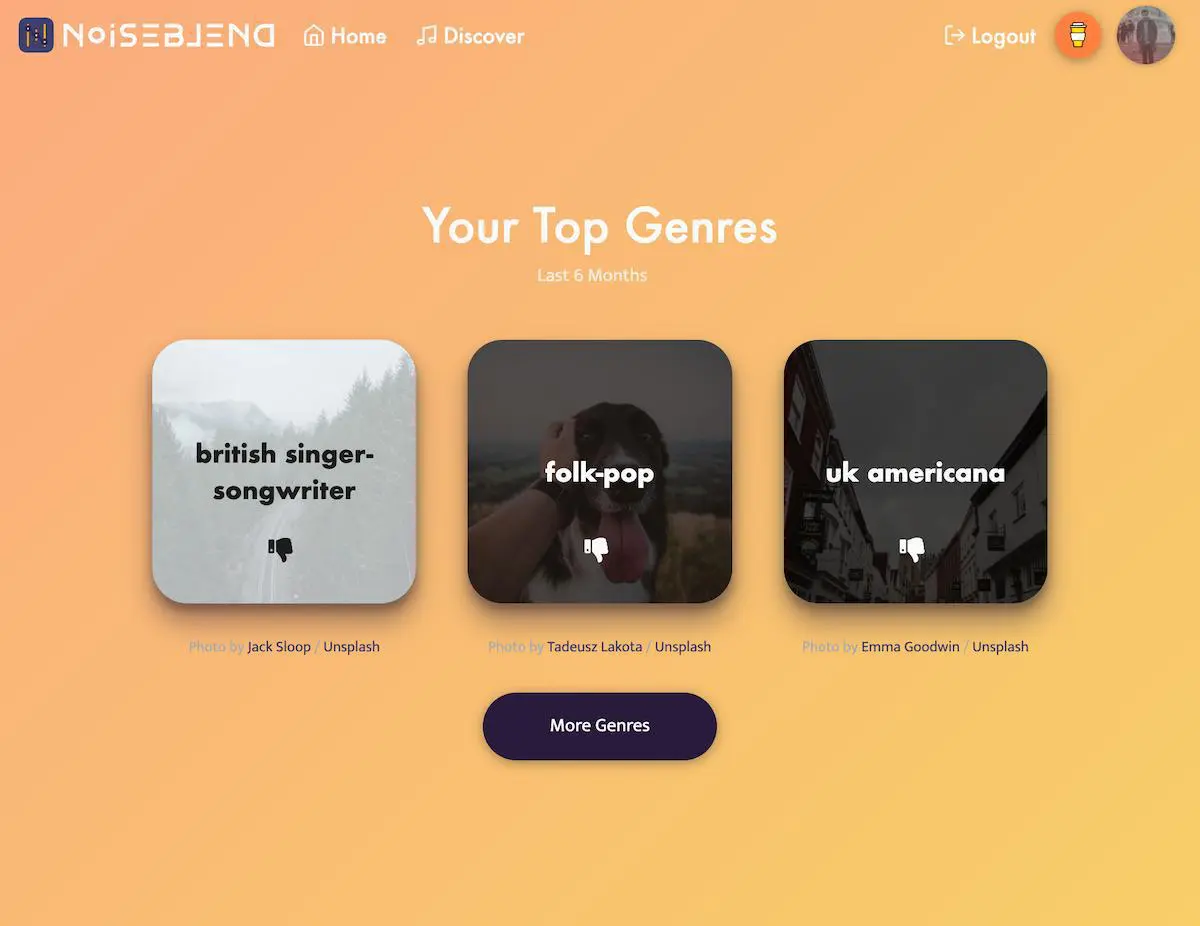 NOISEBLEND Home Discover Logout
Your Top Genres
Last 6 Months
british singer-
songwriter
folk-pop
uk americana
Photo by Jack Sloop / Unsplash
Photo by Tadeusz Lakota / Unsplash
Photo by Emma Goodwin / Unsplash
More Genres